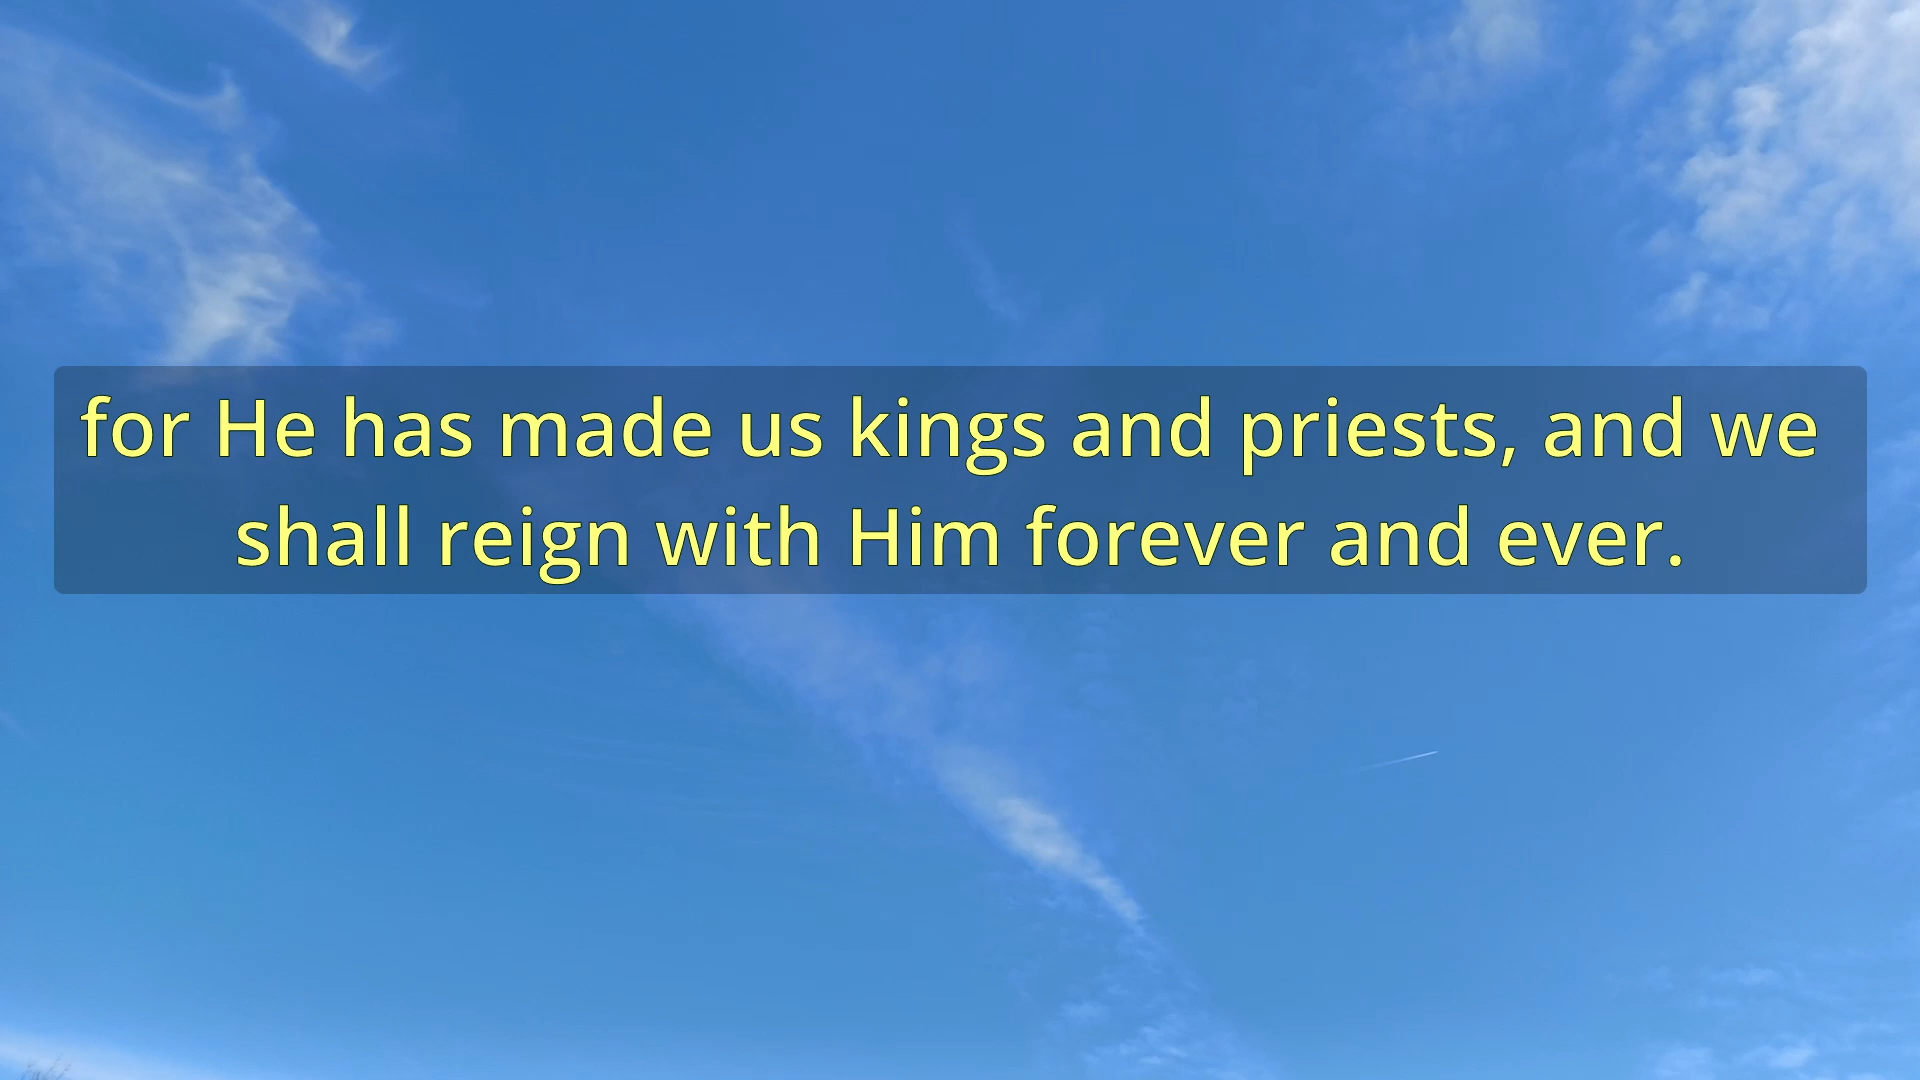 for He has made us kings and priests, and we
shall reign with Him forever and ever.